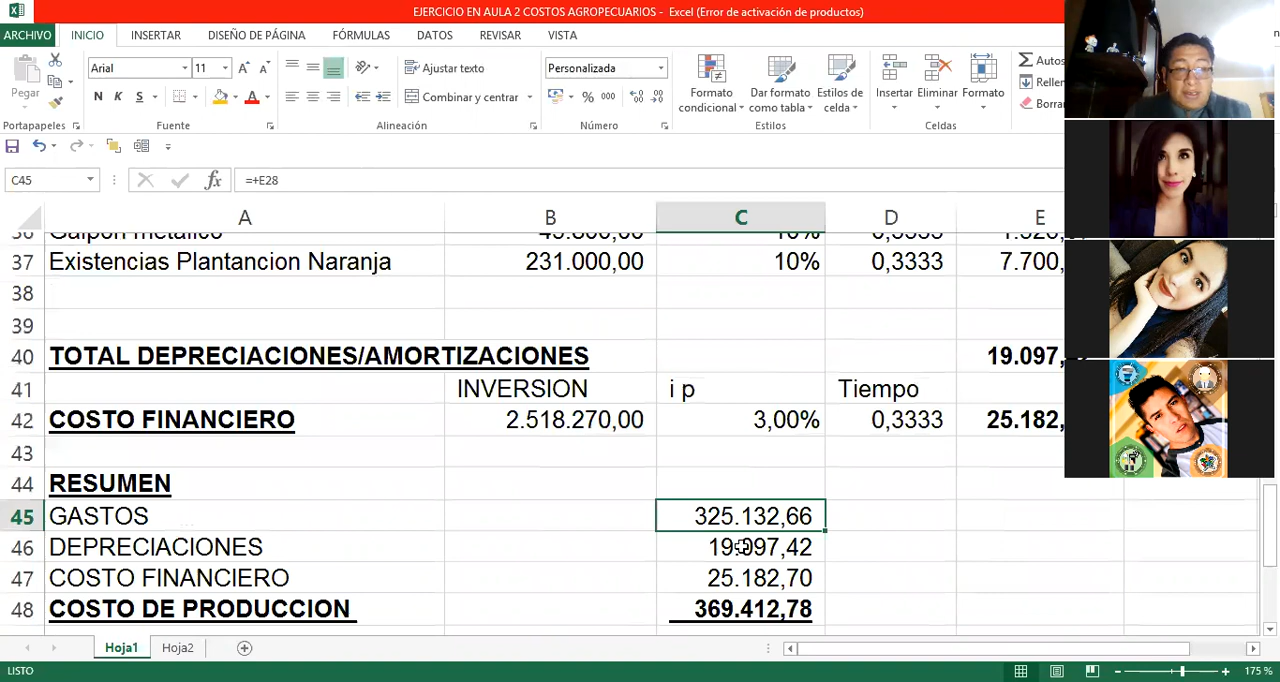 EJERCICIO EN AULA 2 COSTOS AGROPECUARIOS - Excel (Error de activación de productos)
ARCHIVO INICIO INSERTAR DISEÑO DE PÁGINA FÓRMULAS DATOS REVISAR VISTA
Arial 11 Ajustar texto Personalizada
Pegar N K S Combinar y centrar % 000
Formato condicional Dar formato como tabla Estilos de celda Insertar Eliminar Formato
Portapapeles Fuente Alineación Número Estilos Celdas
C45 fx =+E28
A B C D E
37 Existencias Plantancion Naranja 231.000,00 10% 0,3333 7.700,
38
39
40 TOTAL DEPRECIACIONES/AMORTIZACIONES 19.097,
41 INVERSION i p Tiempo
42 COSTO FINANCIERO 2.518.270,00 3,00% 0,3333 25.182,
43
44 RESUMEN
45 GASTOS 325.132,66
46 DEPRECIACIONES 19.097,42
47 COSTO FINANCIERO 25.182,70
48 COSTO DE PRODUCCION 369.412,78
Hoja1 Hoja2
LISTO 175 %